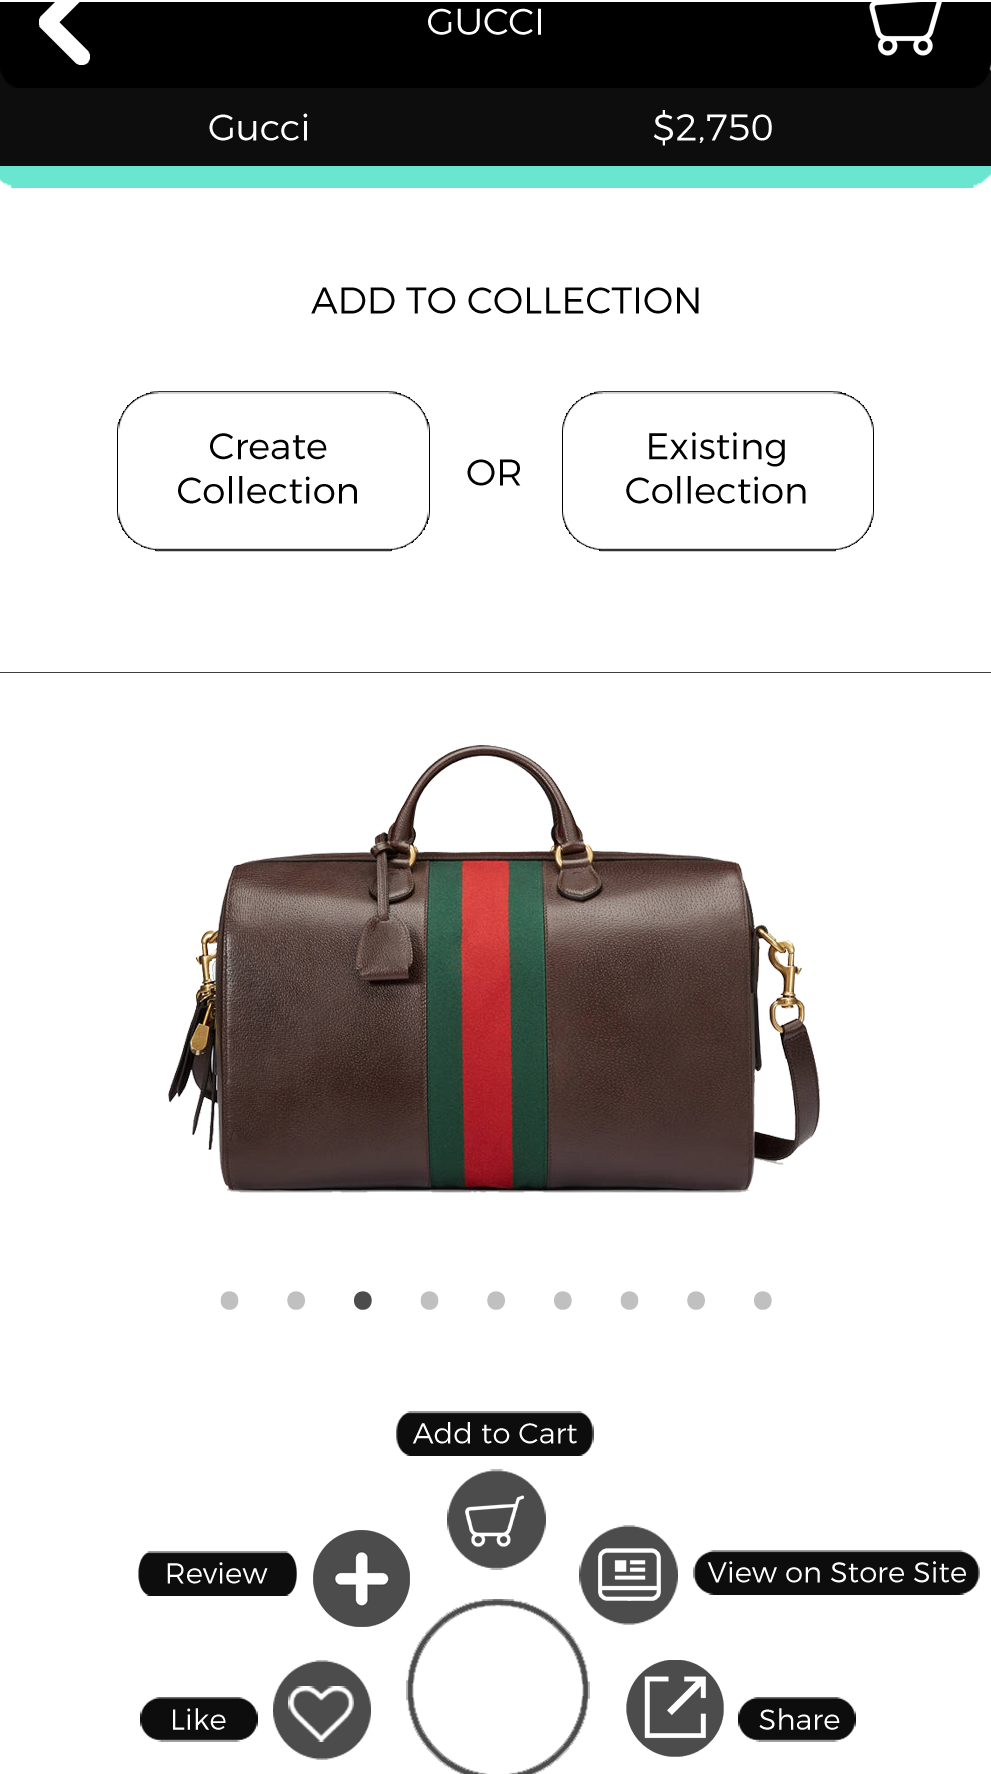 GUCCI
Gucci $2,750
ADD TO COLLECTION
Create
Collection
OR
Existing
Collection
Add to Cart
Review
View on Store Site
Like
Share